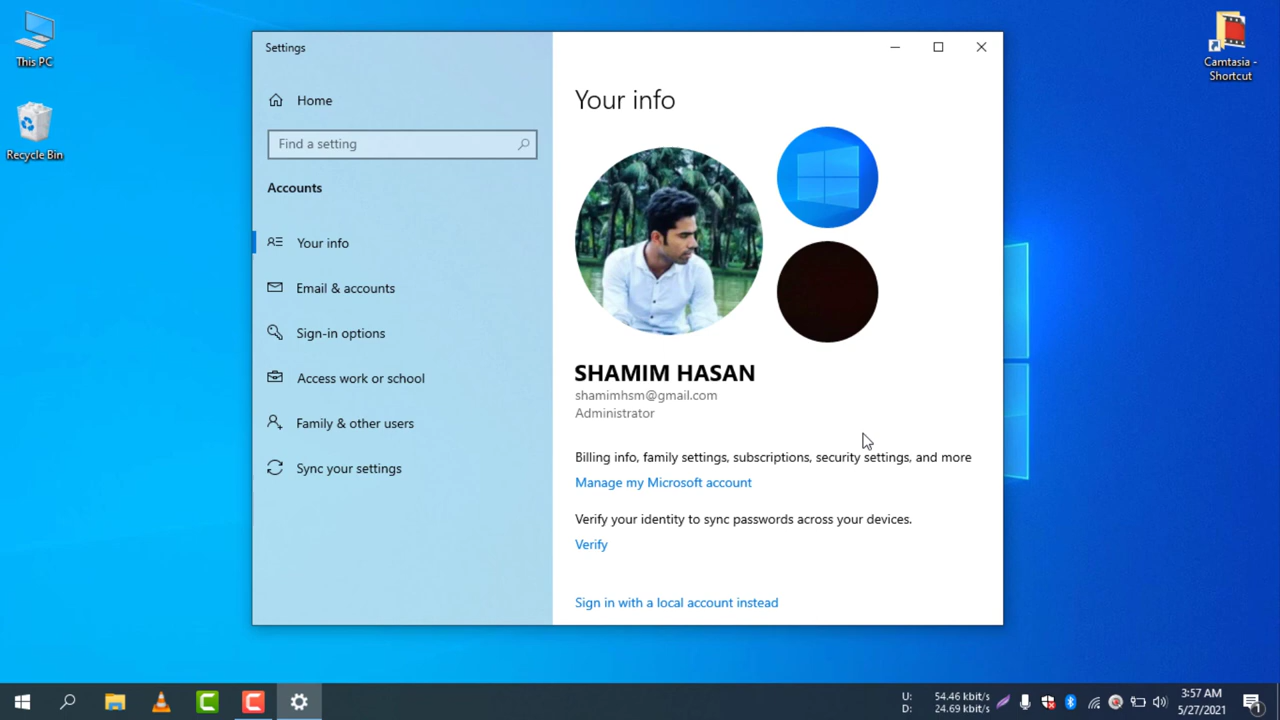 This PC
Recycle Bin
Camtasia -
Shortcut
Settings
Home
Find a setting
Accounts
Your info
Email & accounts
Sign-in options
Access work or school
Family & other users
Sync your settings
Your info
SHAMIM HASAN
shamimhsm@gmail.com
Administrator
Billing info, family settings, subscriptions, security settings, and more
Manage my Microsoft account
Verify your identity to sync passwords across your devices.
Verify
Sign in with a local account instead
U: 54.46 kbit/s
D: 24.69 kbit/s
3:57 AM
5/27/2021
1